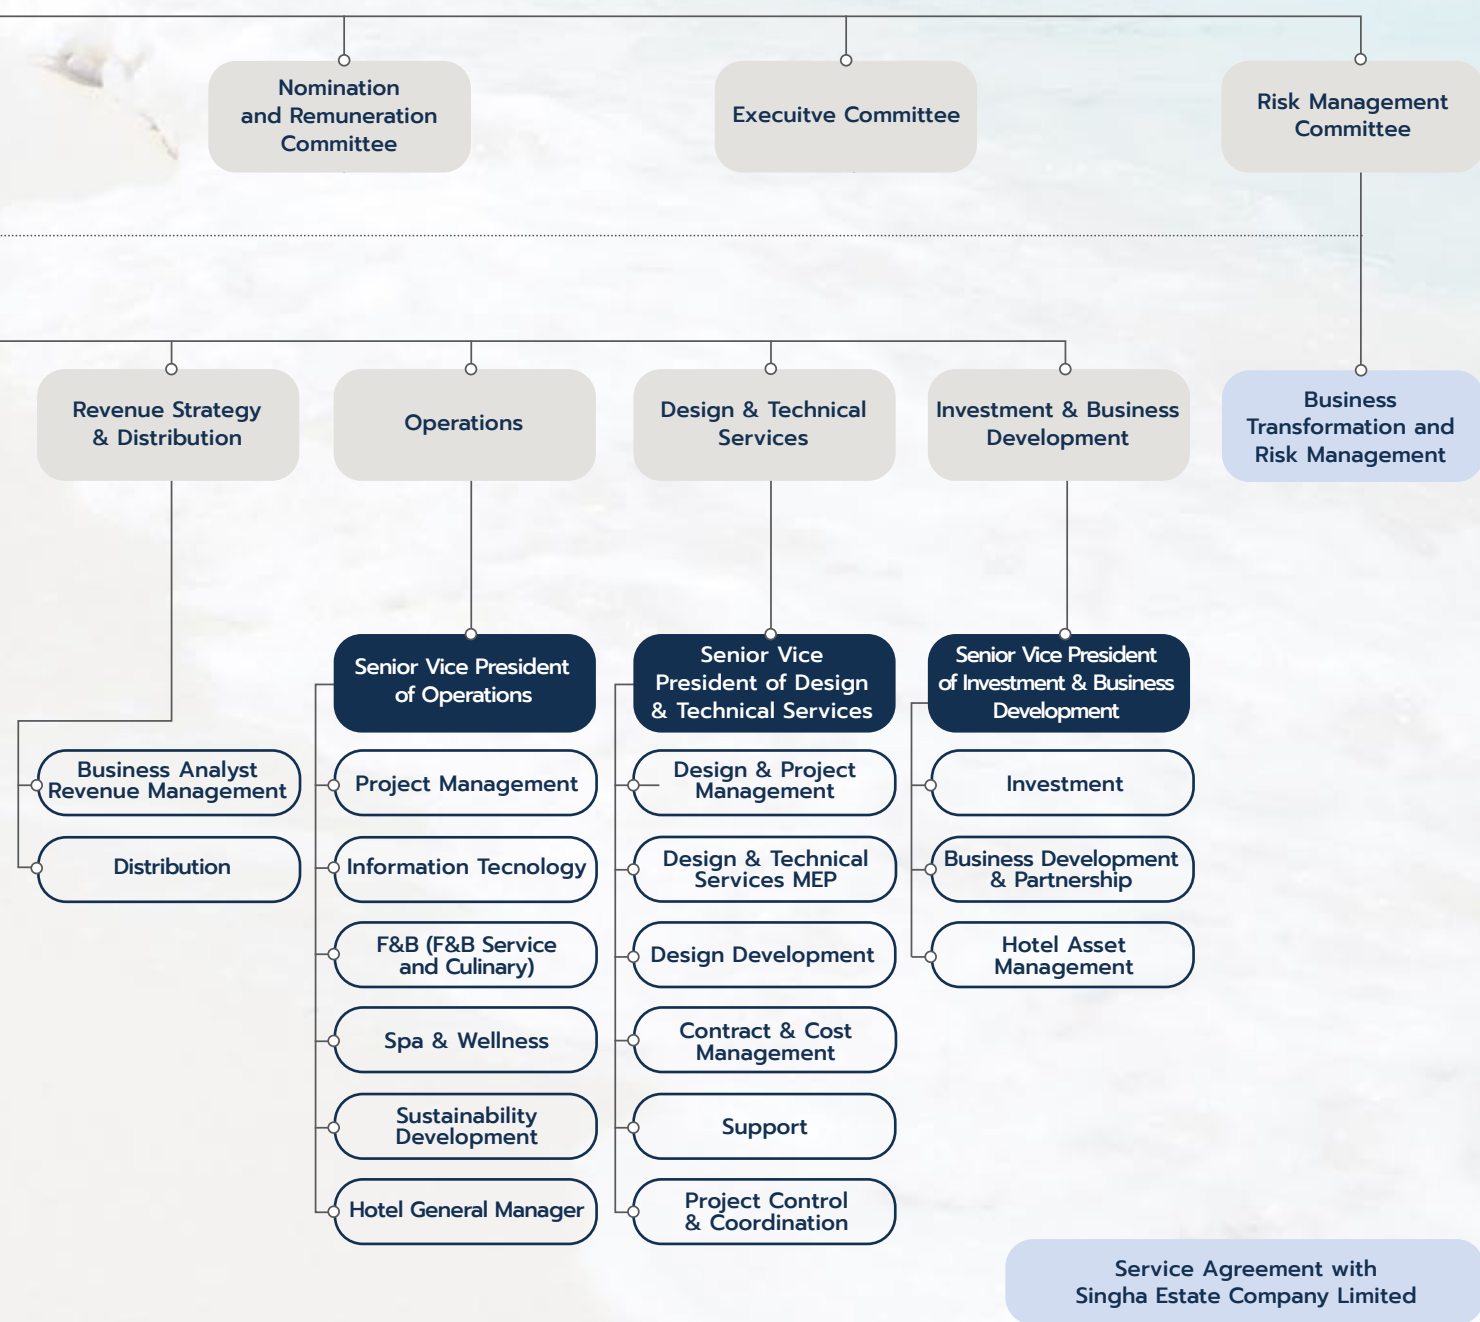 Nomination
and Remuneration
Committee
Execuitve Committee
Risk Management
Committee
Revenue Strategy
& Distribution
Operations
Design & Technical
Services
Investment & Business
Development
Business
Transformation and
Risk Management
Senior Vice President
of Operations
Senior Vice
President of Design
& Technical Services
Senior Vice President
of Investment & Business
Development
Business Analyst
Revenue Management
Distribution
Project Management
Information Tecnology
F&B (F&B Service
and Culinary)
Spa & Wellness
Sustainability
Development
Hotel General Manager
Design & Project
Management
Design & Technical
Services MEP
Design Development
Contract & Cost
Management
Support
Project Control
& Coordination
Investment
Business Development
& Partnership
Hotel Asset
Management
Service Agreement with
Singha Estate Company Limited